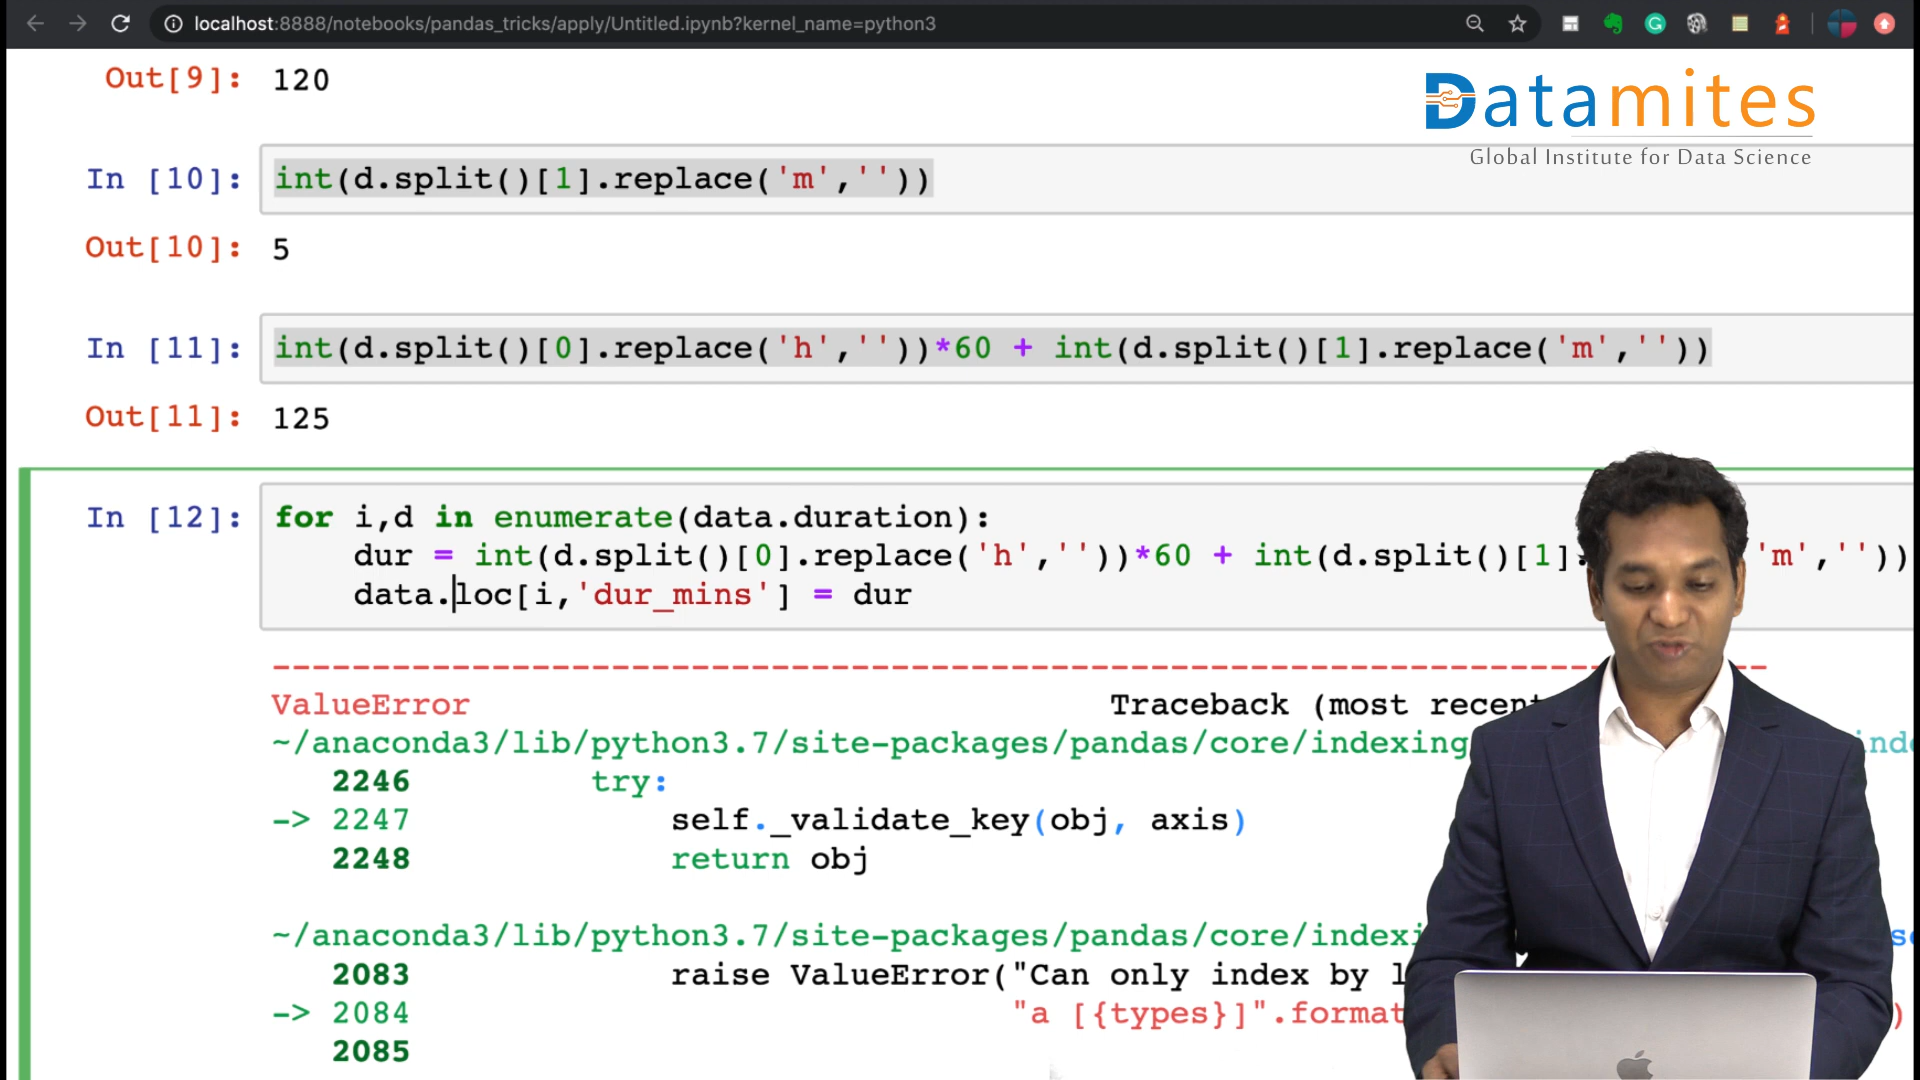 localhost:8888/notebooks/pandas_tricks/apply/Untitled.ipynb?kernel_name=python3
Out[9]: 120
Datamites
Global Institute for Data Science
In [10]: int(d.split()[1].replace('m',''))
Out[10]: 5
In [11]: int(d.split()[0].replace('h',''))*60 + int(d.split()[1].replace('m',''))
Out[11]: 125
In [12]: for i,d in enumerate(data.duration):
dur = int(d.split()[0].replace('h',''))*60 + int(d.split()[1]. 'm',''))
data.loc[i,'dur_mins'] = dur
---------------------------------------------------------------------------
ValueError Traceback (most recent
~/anaconda3/lib/python3.7/site-packages/pandas/core/indexing
2246 try:
-> 2247 self._validate_key(obj, axis)
2248 return obj
~/anaconda3/lib/python3.7/site-packages/pandas/core/indexi
2083 raise ValueError("Can only index by l
-> 2084 "a [{types}]".format )
2085